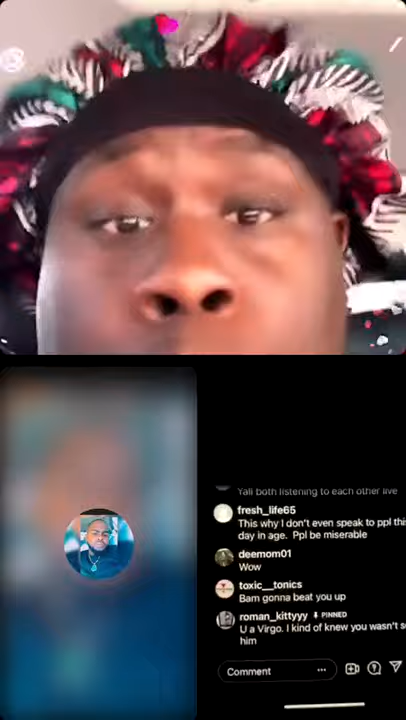 Yall both listening to each other live
fresh_life65
This why I don't even speak to ppl this
day in age. Ppl be miserable
deemom01
Wow
toxic__tonics
Bam gonna beat you up
roman_kittyyy PINNED
U a Virgo. I kind of knew you wasn't
him
Comment